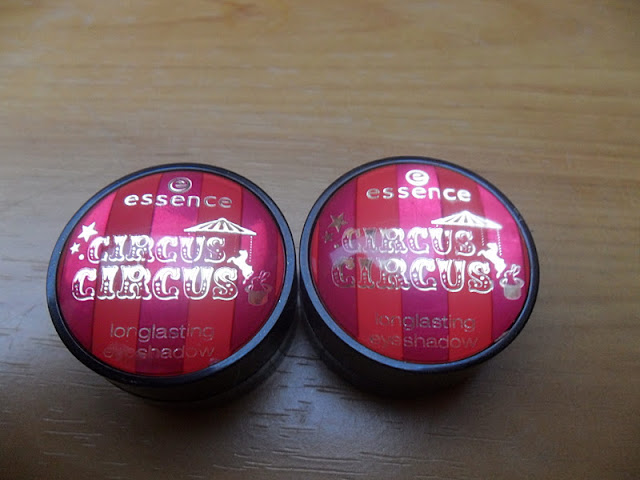 essence
CIRCUS
CIRCUS
longlasting
eyeshadow
essence
CIRCUS
CIRCUS
longlasting
eyeshadow